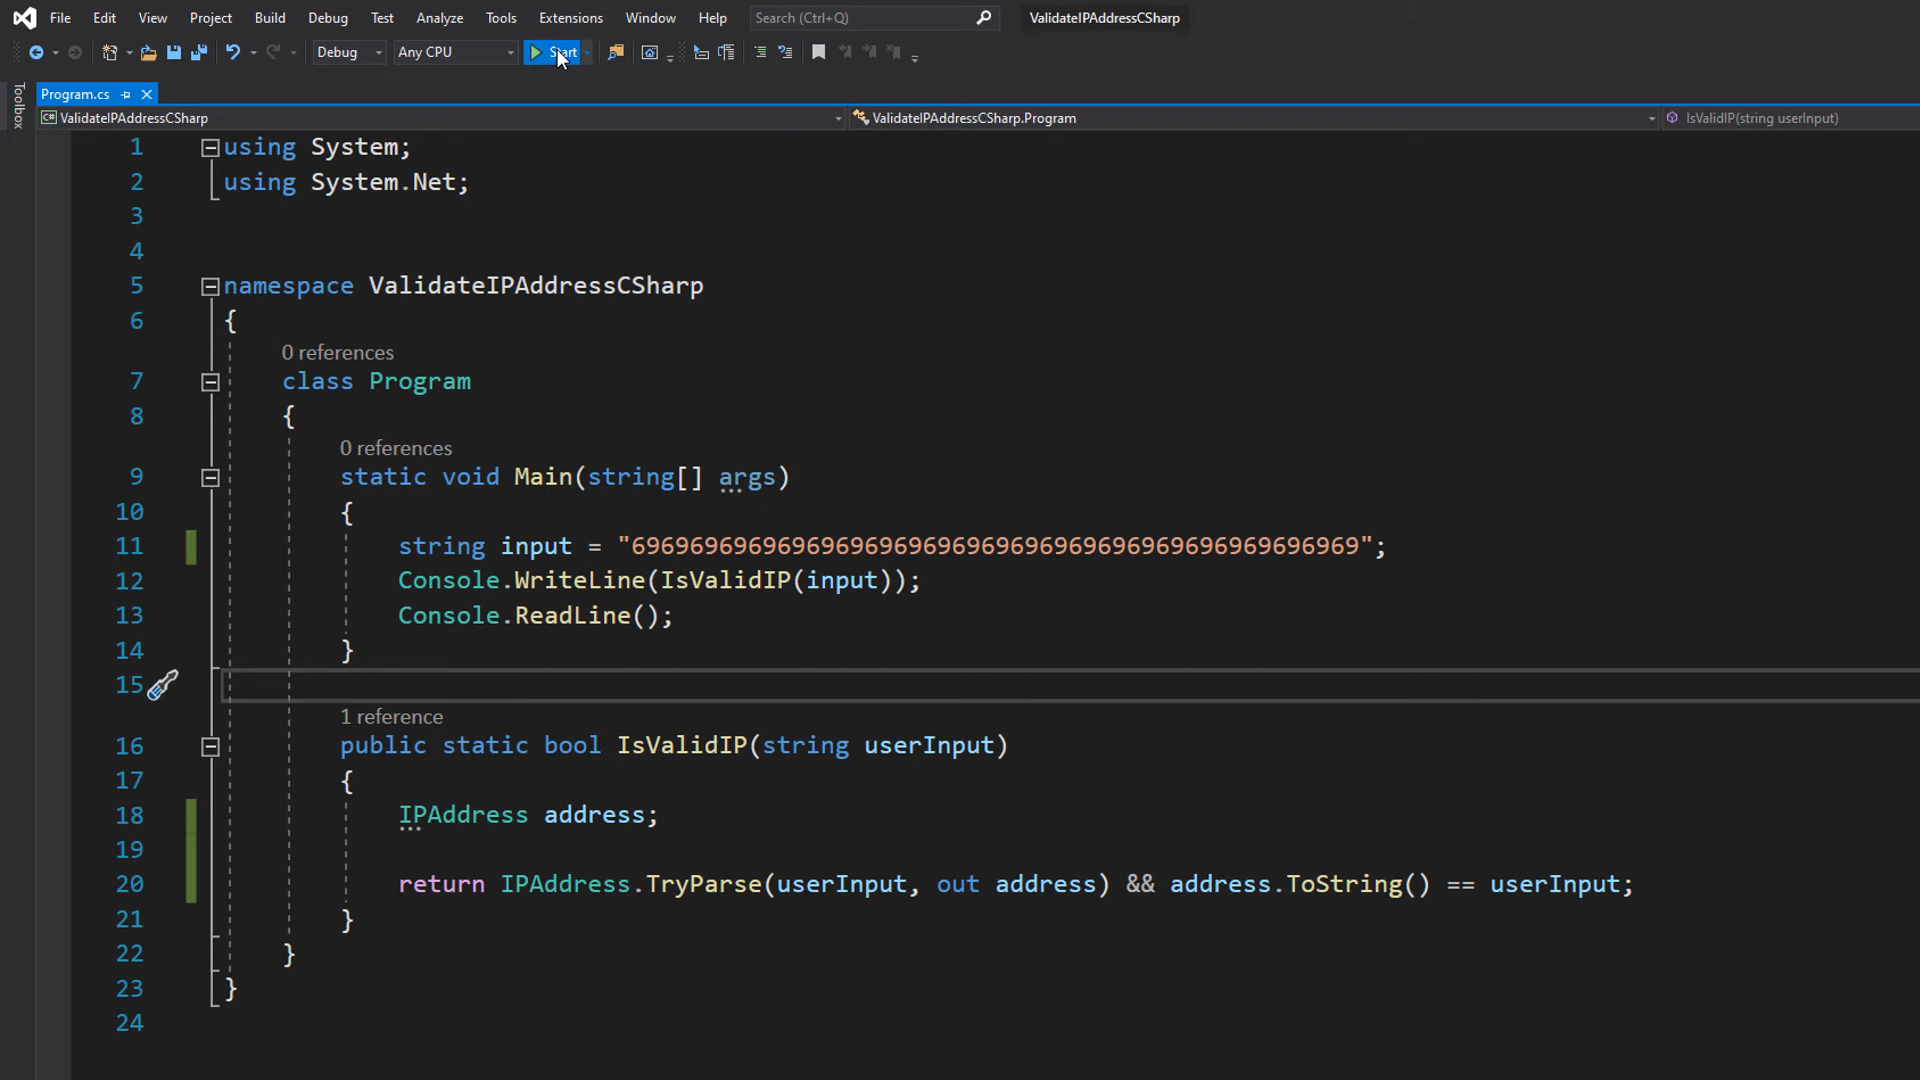 File Edit View Project Build Debug Test Analyze Tools Extensions Window Help Search (Ctrl+Q) ValidateIPAddressCSharp
Debug Any CPU Start
Toolbox
Program.cs
C# ValidateIPAddressCSharp ValidateIPAddressCSharp.Program IsValidIP(string userInput)
1 using System;
2 using System.Net;
3
4
5 namespace ValidateIPAddressCSharp
6 {
0 references
7 class Program
8 {
0 references
9 static void Main(string[] args)
10 {
11 string input = "69696969696969696969696969696969696969696969696969";
12 Console.WriteLine(IsValidIP(input));
13 Console.ReadLine();
14 }
15
1 reference
16 public static bool IsValidIP(string userInput)
17 {
18 IPAddress address;
19
20 return IPAddress.TryParse(userInput, out address) && address.ToString() == userInput;
21 }
22 }
23 }
24